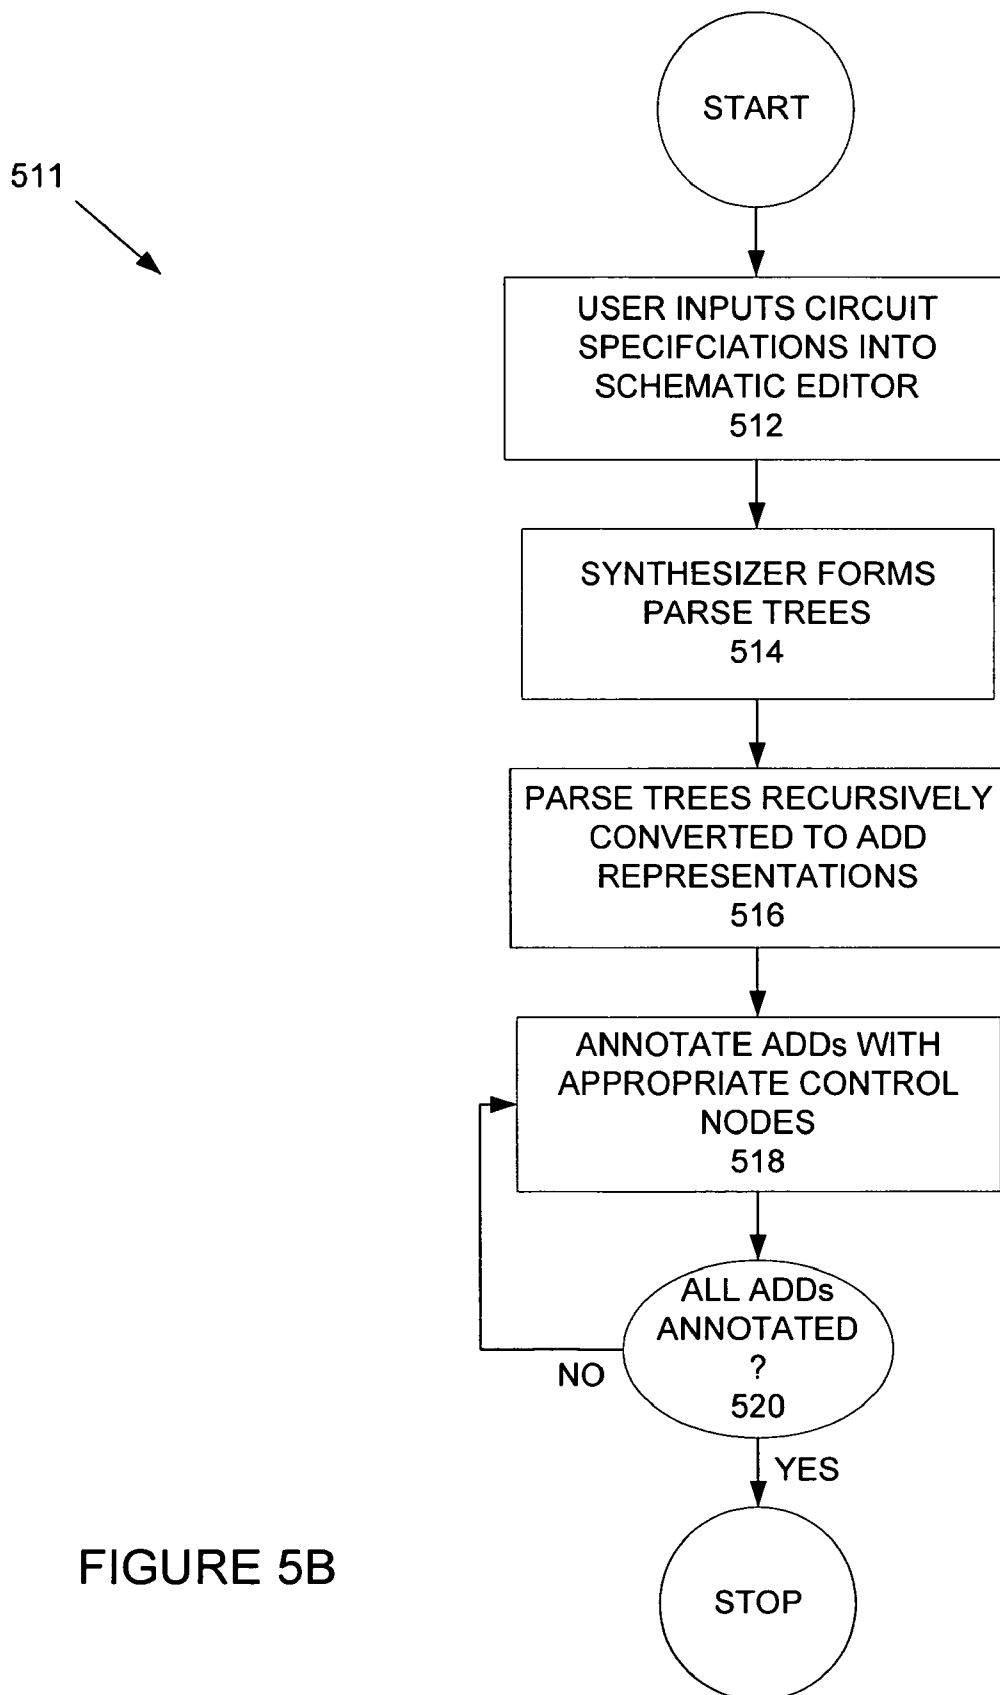 START
511
USER INPUTS CIRCUIT
SPECIFCIATIONS INTO
SCHEMATIC EDITOR
512
SYNTHESIZER FORMS
PARSE TREES
514
PARSE TREES RECURSIVELY
CONVERTED TO ADD
REPRESENTATIONS
516
ANNOTATE ADDs WITH
APPROPRIATE CONTROL
NODES
518
ALL ADDs
ANNOTATED
?
520
NO
YES
STOP
FIGURE 5B